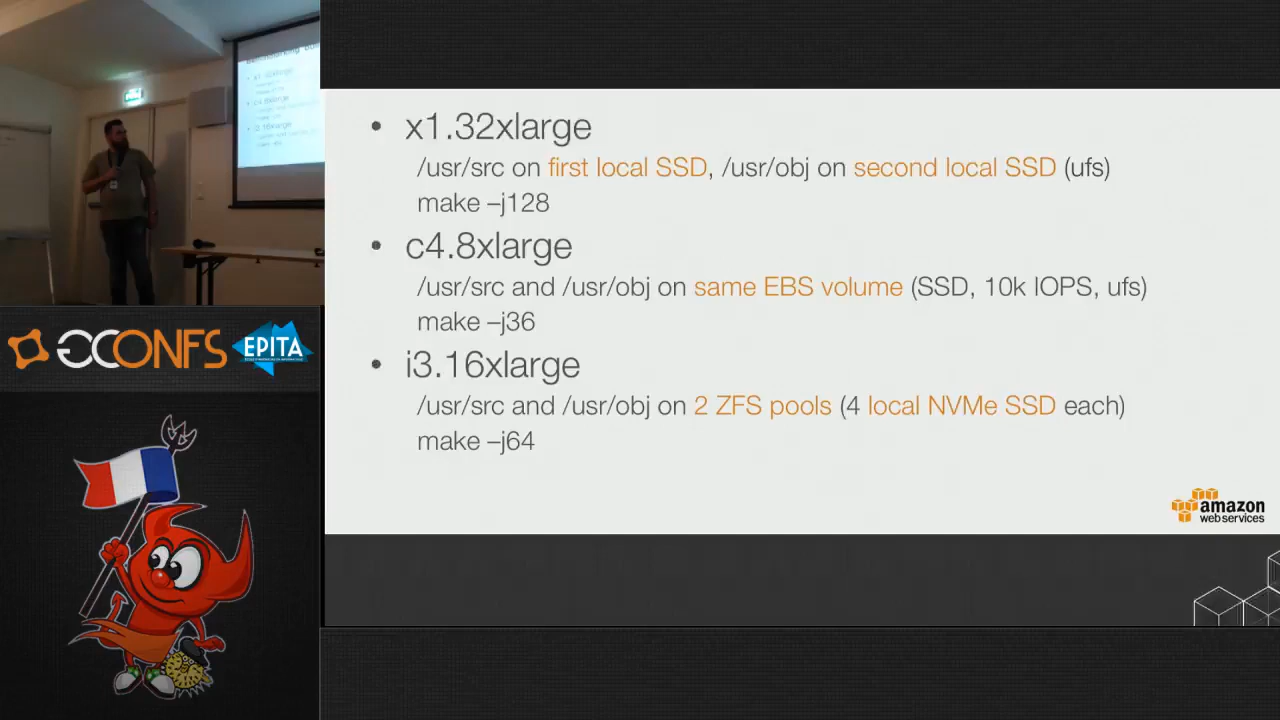 • x1.32xlarge
/usr/src on first local SSD, /usr/obj on second local SSD (ufs)
make –j128
• c4.8xlarge
/usr/src and /usr/obj on same EBS volume (SSD, 10k IOPS, ufs)
make –j36
• i3.16xlarge
/usr/src and /usr/obj on 2 ZFS pools (4 local NVMe SSD each)
make –j64
amazon
web services
GCONFS
EPITA